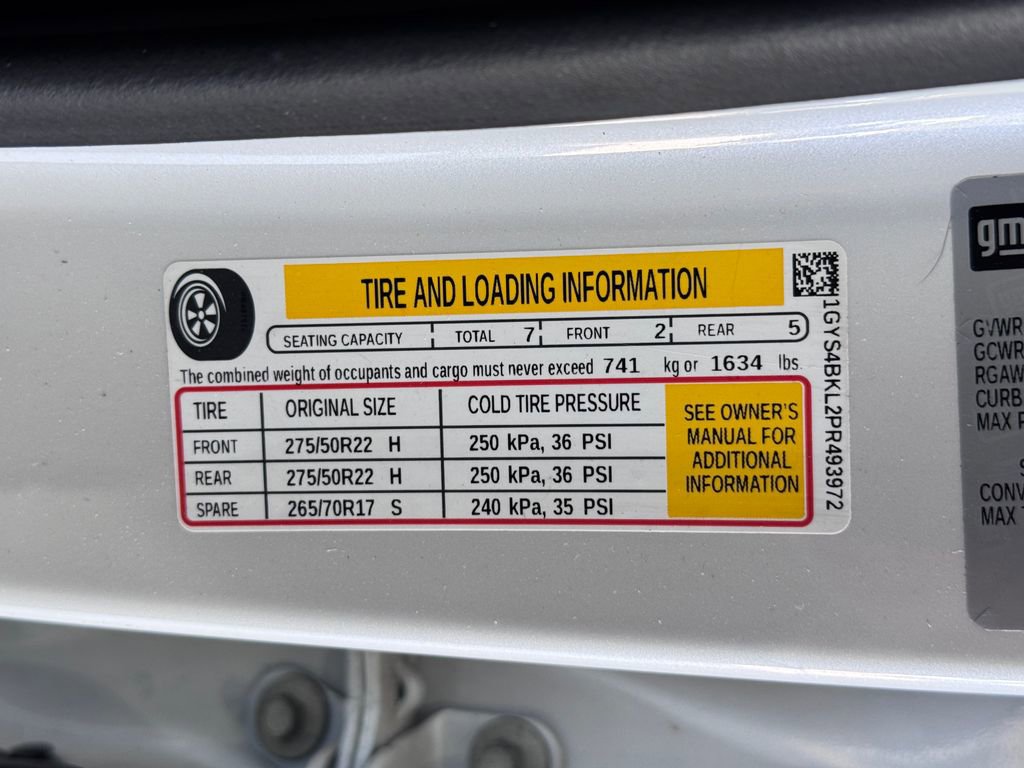 TIRE AND LOADING INFORMATION
SEATING CAPACITY TOTAL 7 FRONT 2 REAR 5
The combined weight of occupants and cargo must never exceed 741 kg or 1634 lbs.
TIRE ORIGINAL SIZE COLD TIRE PRESSURE
FRONT 275/50R22 H 250 kPa, 36 PSI
REAR 275/50R22 H 250 kPa, 36 PSI
SPARE 265/70R17 S 240 kPa, 35 PSI
SEE OWNER'S
MANUAL FOR
ADDITIONAL
INFORMATION
1GYS4BKL2PR493972
gm
GVWR
GCWR
RGAW
CURB
MAX
CONV
MAX